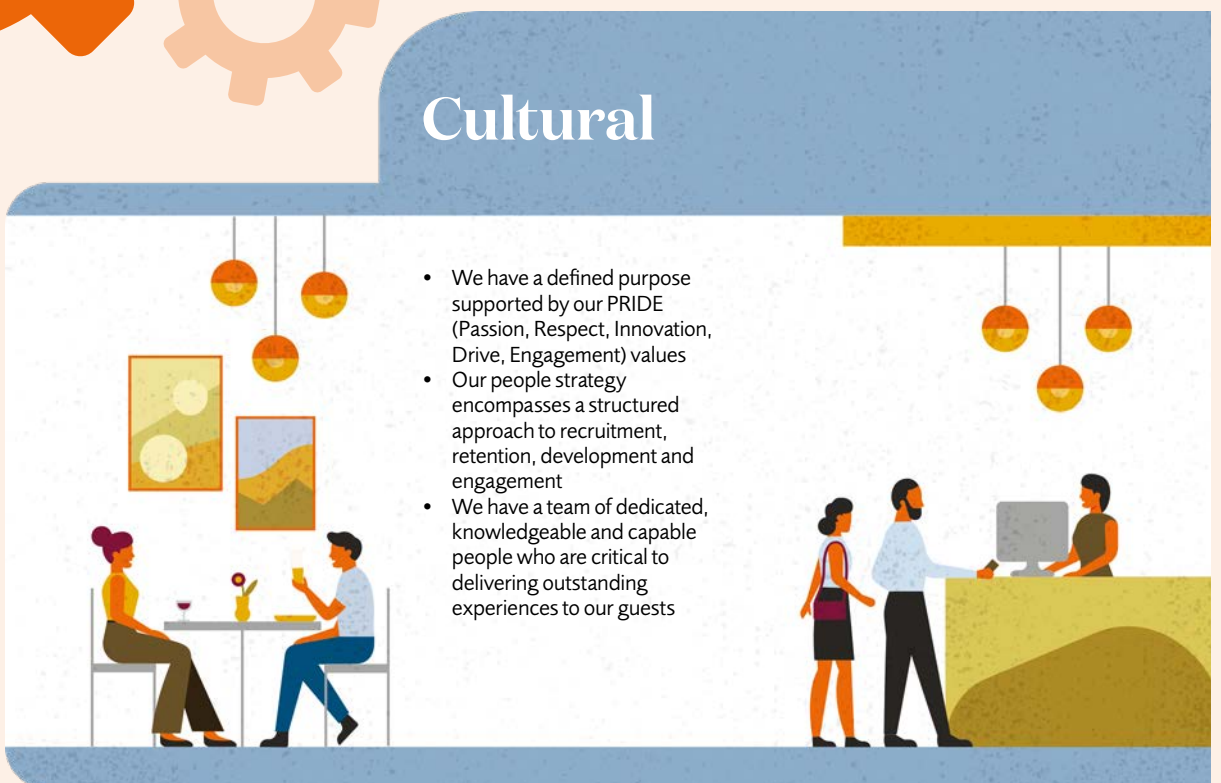 Cultural
• We have a defined purpose
supported by our PRIDE
(Passion, Respect, Innovation,
Drive, Engagement) values
• Our people strategy
encompasses a structured
approach to recruitment,
retention, development and
engagement
• We have a team of dedicated,
knowledgeable and capable
people who are critical to
delivering outstanding
experiences to our guests